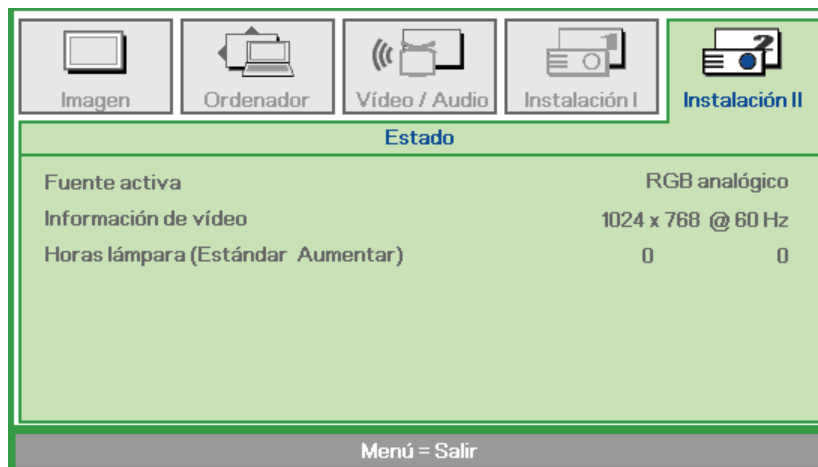 Imagen Ordenador Vídeo / Audio Instalación I Instalación II
Estado
Fuente activa RGB analógico
Información de vídeo 1024 x 768 @ 60 Hz
Horas lámpara (Estándar Aumentar) 0 0
Menú = Salir